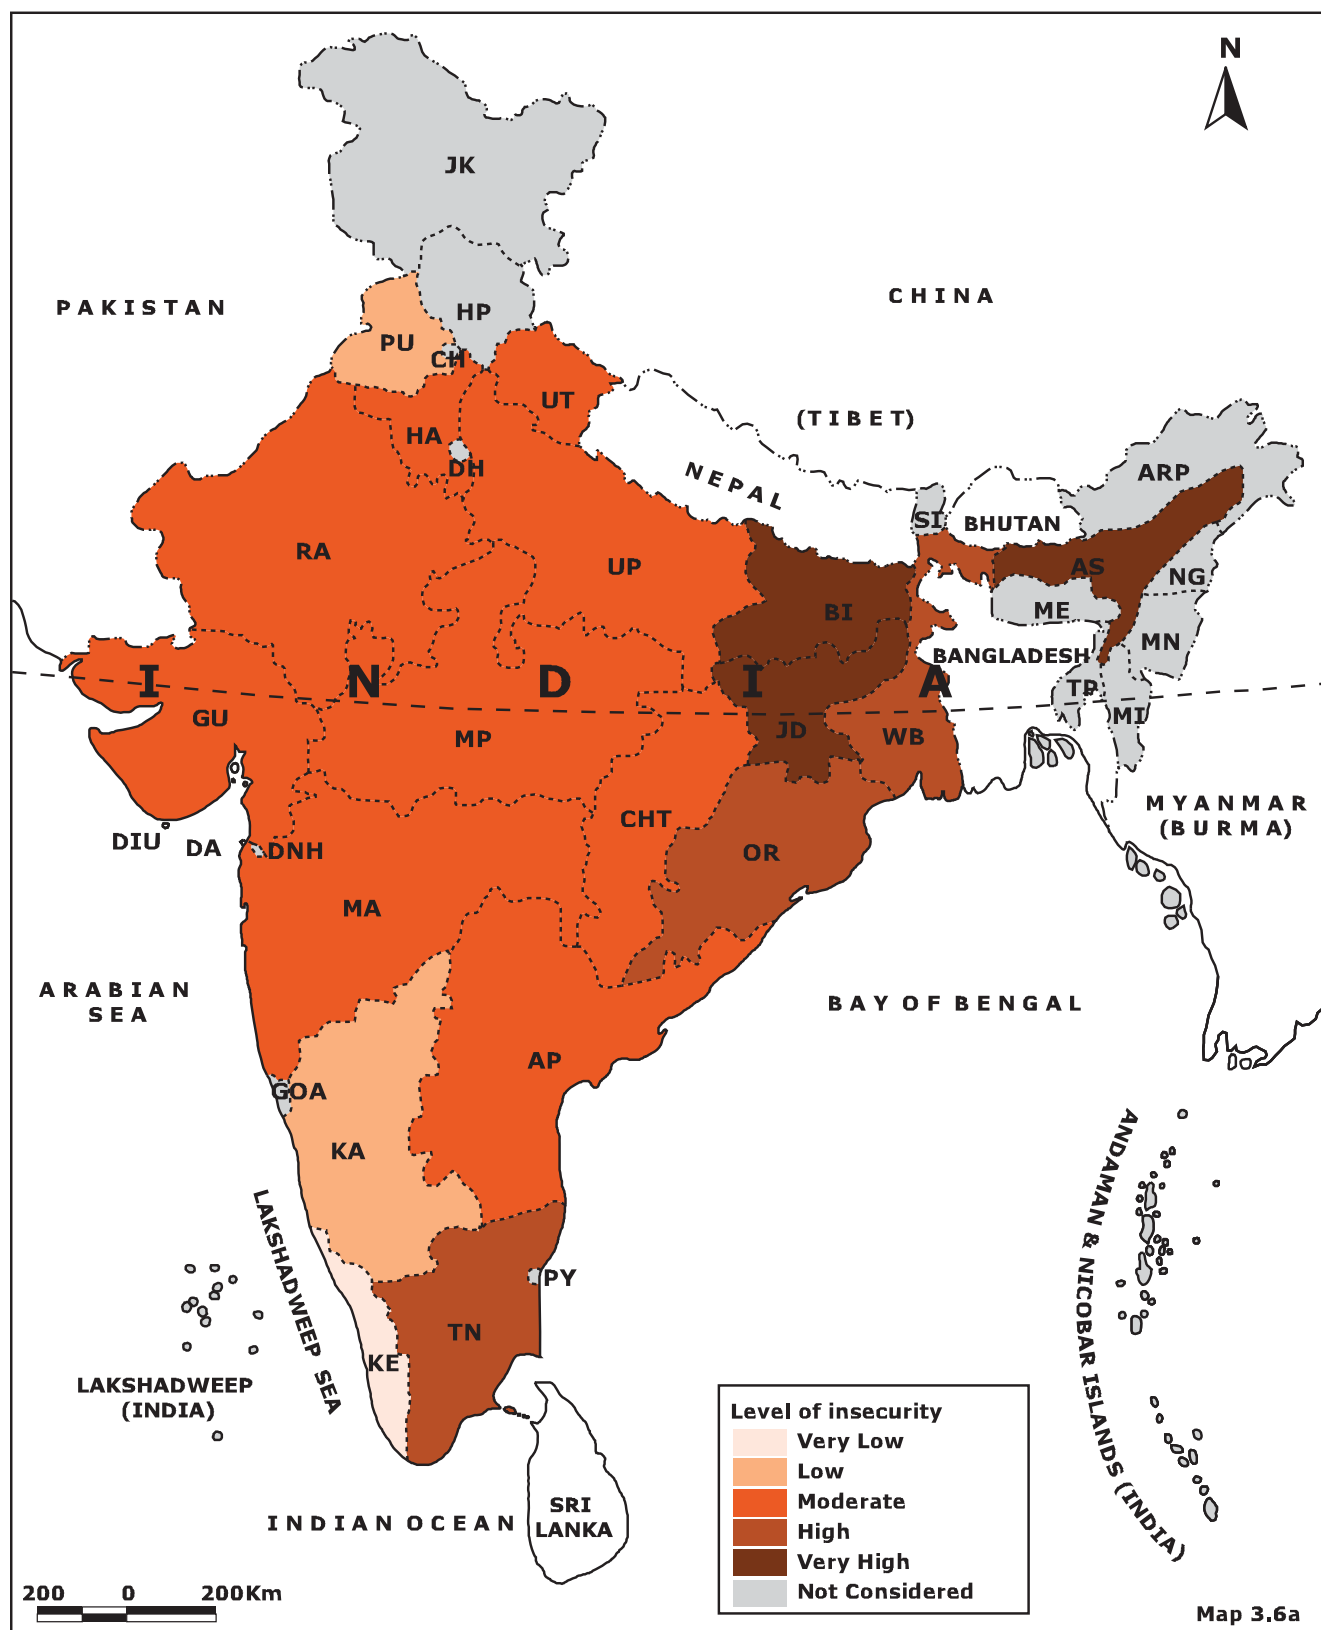 N
JK
PAKISTAN
CHINA
HP
PU
CH
UT
(TIBET)
HA
DH
NEPAL
ARP
SI
BHUTAN
RA
UP
AS
NG
BI
ME
MN
BANGLADESH
I N D I A
TP
GU
MP
JD
WB
MI
MYANMAR
(BURMA)
CHT
DIU
DA
DNH
OR
MA
ARABIAN
SEA
BAY OF BENGAL
AP
GOA
KA
LAKSHADWEEP SEA
ANDAMAN & NICOBAR ISLANDS (INDIA)
PY
TN
KE
LAKSHADWEEP
(INDIA)
Level of insecurity
Very Low
Low
Moderate
High
Very High
Not Considered
SRI
LANKA
INDIAN OCEAN
200 0 200Km
Map 3.6a